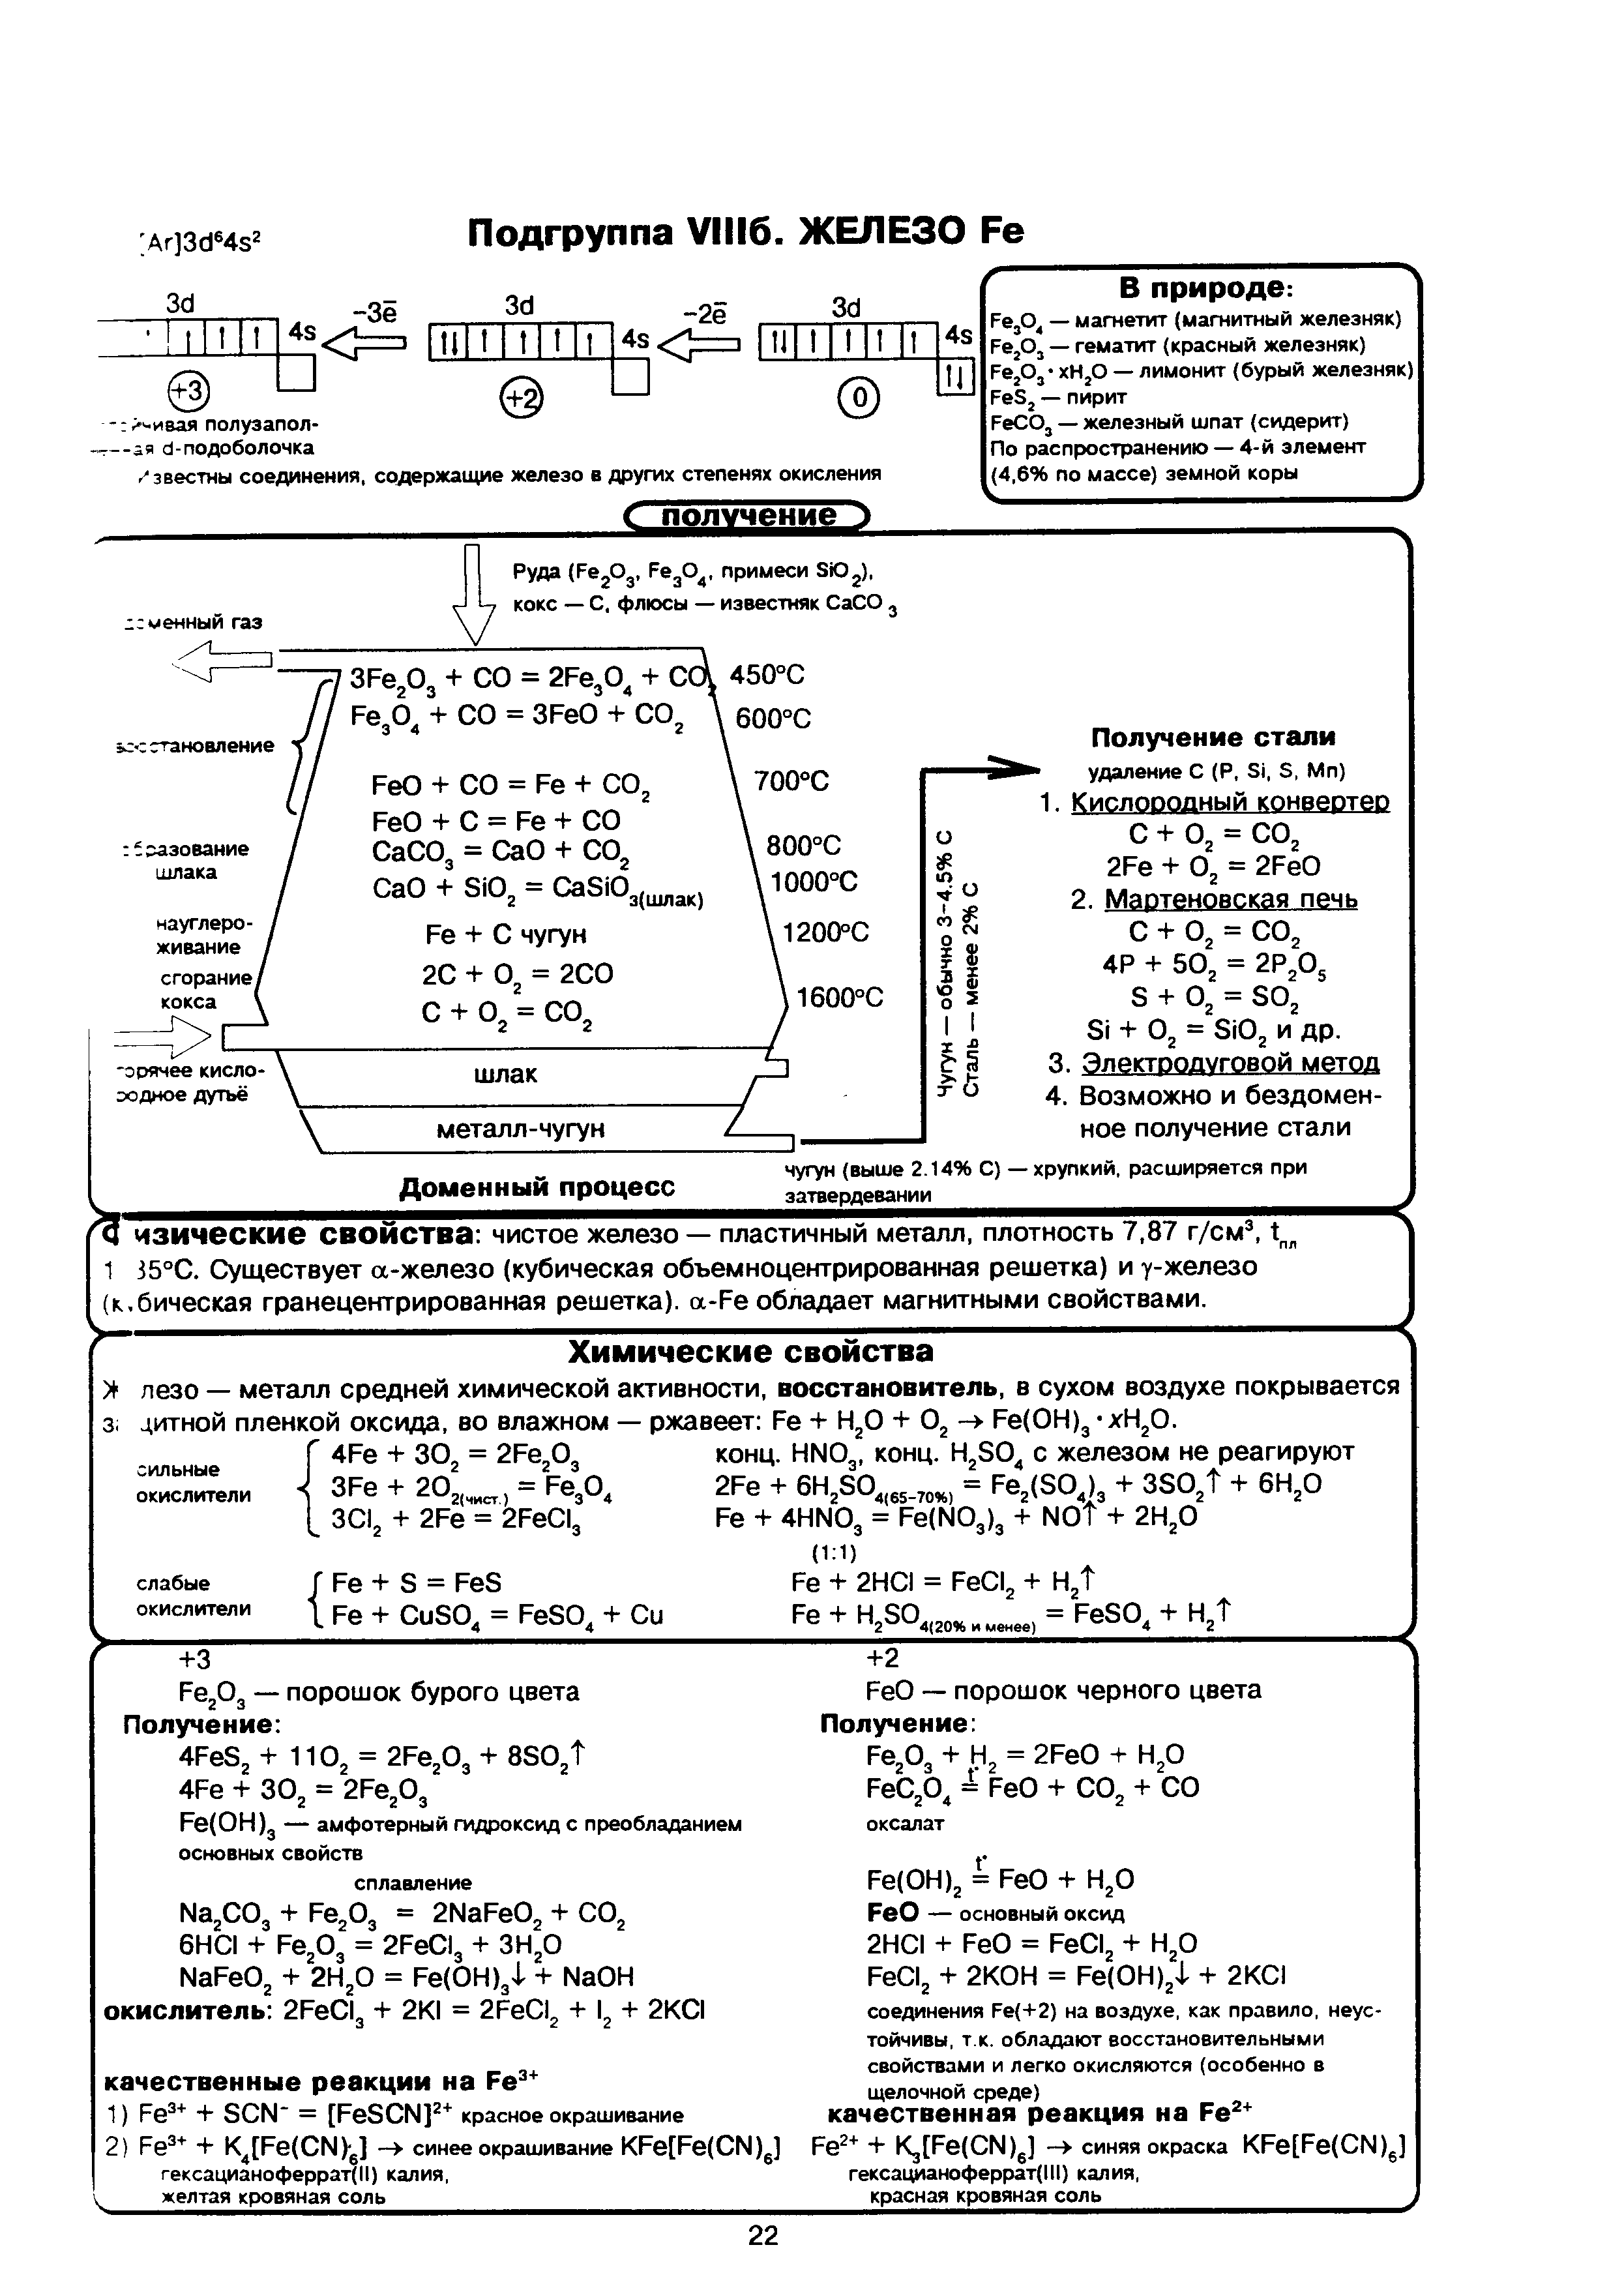 [Ar]3d⁶4s²
Подгруппа VIIIб. ЖЕЛЕЗО Fe
3d 4s -3ē 3d 4s -2ē 3d 4s
+3 +2 0
полузапол-
d-подоболочка
звестны соединения, содержащие железо в других степенях окисления
В природе:
Fe₃O₄ — магнетит (магнитный железняк)
Fe₂O₃ — гематит (красный железняк)
Fe₂O₃·xH₂O — лимонит (бурый железняк)
FeS₂ — пирит
FeCO₃ — железный шпат (сидерит)
По распространению — 4-й элемент
(4,6% по массе) земной коры
получение
Руда (Fe₂O₃, Fe₃O₄, примеси SiO₂),
кокс — C, флюсы — известняк CaCO₃
менный газ
3Fe₂O₃ + CO = 2Fe₃O₄ + CO₂ 450°C
Fe₃O₄ + CO = 3FeO + CO₂ 600°C
становление
FeO + CO = Fe + CO₂ 700°C
FeO + C = Fe + CO
CaCO₃ = CaO + CO₂ 800°C
разование
шлака
CaO + SiO₂ = CaSiO₃(шлак) 1000°C
науглеро-
живание
Fe + C чугун 1200°C
сгорание
кокса
2C + O₂ = 2CO
C + O₂ = CO₂ 1600°C
горячее кисло-
родное дутьё
шлак
металл-чугун
Доменный процесс
Чугун — обычно 3–4.5% C
Сталь — менее 2% C
Получение стали
удаление C (P, Si, S, Mn)
1. Кислородный конвертер
C + O₂ = CO₂
2Fe + O₂ = 2FeO
2. Мартеновская печь
C + O₂ = CO₂
4P + 5O₂ = 2P₂O₅
S + O₂ = SO₂
Si + O₂ = SiO₂ и др.
3. Электродуговой метод
4. Возможно и бездомен-
ное получение стали
чугун (выше 2.14% C) — хрупкий, расширяется при
затвердевании
Физические свойства: чистое железо — пластичный металл, плотность 7,87 г/см³, tпл
35°C. Существует α-железо (кубическая объемноцентрированная решетка) и γ-железо
(кубическая гранецентрированная решетка). α-Fe обладает магнитными свойствами.
Химические свойства
лезо — металл средней химической активности, восстановитель, в сухом воздухе покрывается
защитной пленкой оксида, во влажном — ржавеет: Fe + H₂O + O₂ → Fe(OH)₃·xH₂O.
сильные
окислители
4Fe + 3O₂ = 2Fe₂O₃
3Fe + 2O₂(чист.) = Fe₃O₄
3Cl₂ + 2Fe = 2FeCl₃
конц. HNO₃, конц. H₂SO₄ с железом не реагируют
2Fe + 6H₂SO₄(65-70%) = Fe₂(SO₄)₃ + 3SO₂↑ + 6H₂O
Fe + 4HNO₃ = Fe(NO₃)₃ + NO↑ + 2H₂O
(1:1)
слабые
окислители
Fe + S = FeS
Fe + CuSO₄ = FeSO₄ + Cu
Fe + 2HCl = FeCl₂ + H₂↑
Fe + H₂SO₄(20% и менее) = FeSO₄ + H₂↑
+3
Fe₂O₃ — порошок бурого цвета
Получение:
4FeS₂ + 11O₂ = 2Fe₂O₃ + 8SO₂↑
4Fe + 3O₂ = 2Fe₂O₃
Fe(OH)₃ — амфотерный гидроксид с преобладанием
основных свойств
сплавление
Na₂CO₃ + Fe₂O₃ = 2NaFeO₂ + CO₂
6HCl + Fe₂O₃ = 2FeCl₃ + 3H₂O
NaFeO₂ + 2H₂O = Fe(OH)₃↓ + NaOH
окислитель: 2FeCl₃ + 2KI = 2FeCl₂ + I₂ + 2KCl
качественные реакции на Fe³⁺
1) Fe³⁺ + SCN⁻ = [FeSCN]²⁺ красное окрашивание
2) Fe³⁺ + K₄[Fe(CN)₆] → синее окрашивание KFe[Fe(CN)₆]
гексацианоферрат(II) калия,
желтая кровяная соль
+2
FeO — порошок черного цвета
Получение:
Fe₂O₃ + H₂ = 2FeO + H₂O
t°
FeC₂O₄ = FeO + CO₂ + CO
оксалат
t°
Fe(OH)₂ = FeO + H₂O
FeO — основный оксид
2HCl + FeO = FeCl₂ + H₂O
FeCl₂ + 2KOH = Fe(OH)₂↓ + 2KCl
соединения Fe(+2) на воздухе, как правило, неус-
тойчивы, т.к. обладают восстановительными
свойствами и легко окисляются (особенно в
щелочной среде)
качественная реакция на Fe²⁺
Fe²⁺ + K₃[Fe(CN)₆] → синяя окраска KFe[Fe(CN)₆]
гексацианоферрат(III) калия,
красная кровяная соль
22